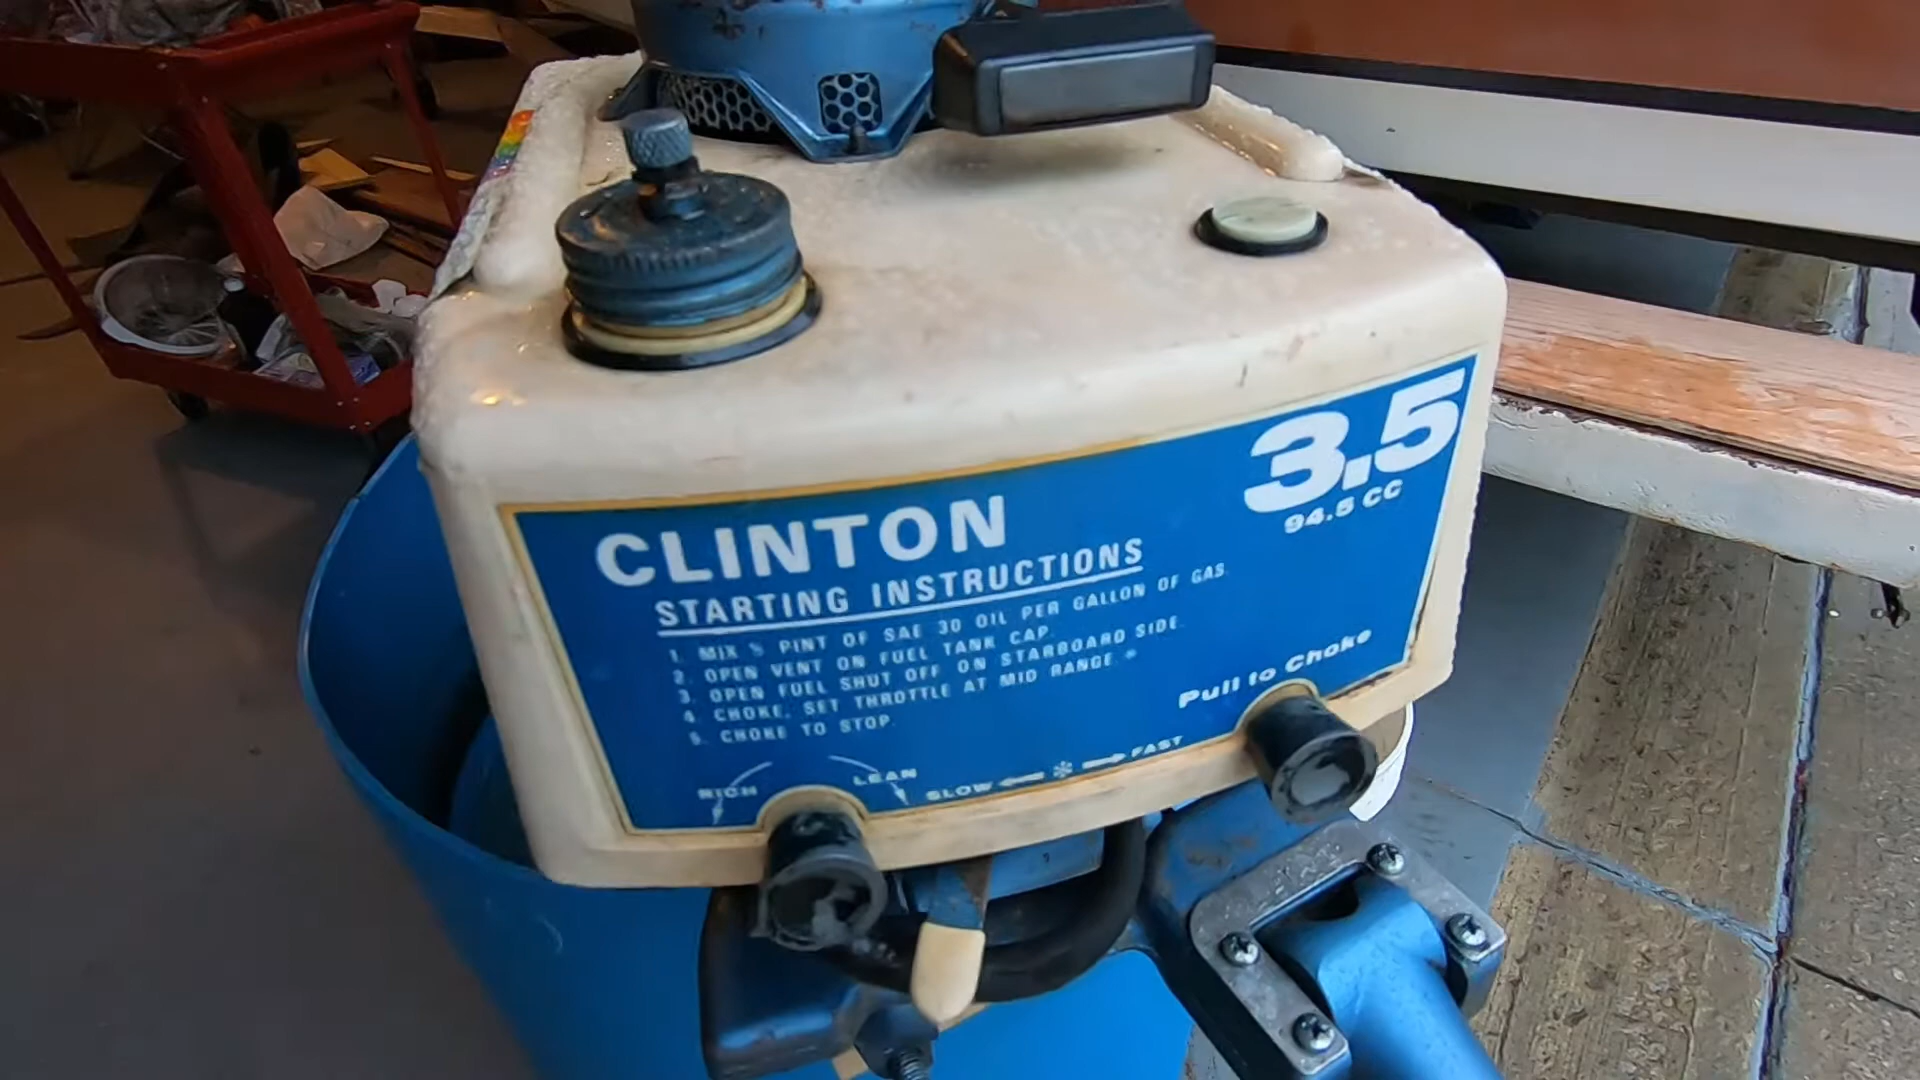 CLINTON
3.5
94.5 CC
STARTING INSTRUCTIONS
1. MIX PINT OF SAE 30 OIL PER GALLON OF GAS.
2. OPEN VENT ON FUEL TANK CAP.
3. OPEN FUEL SHUT OFF ON STARBOARD SIDE.
4. CHOKE, SET THROTTLE AT MID RANGE *
5. CHOKE TO STOP.
Pull to Choke
RICH LEAN
SLOW * FAST